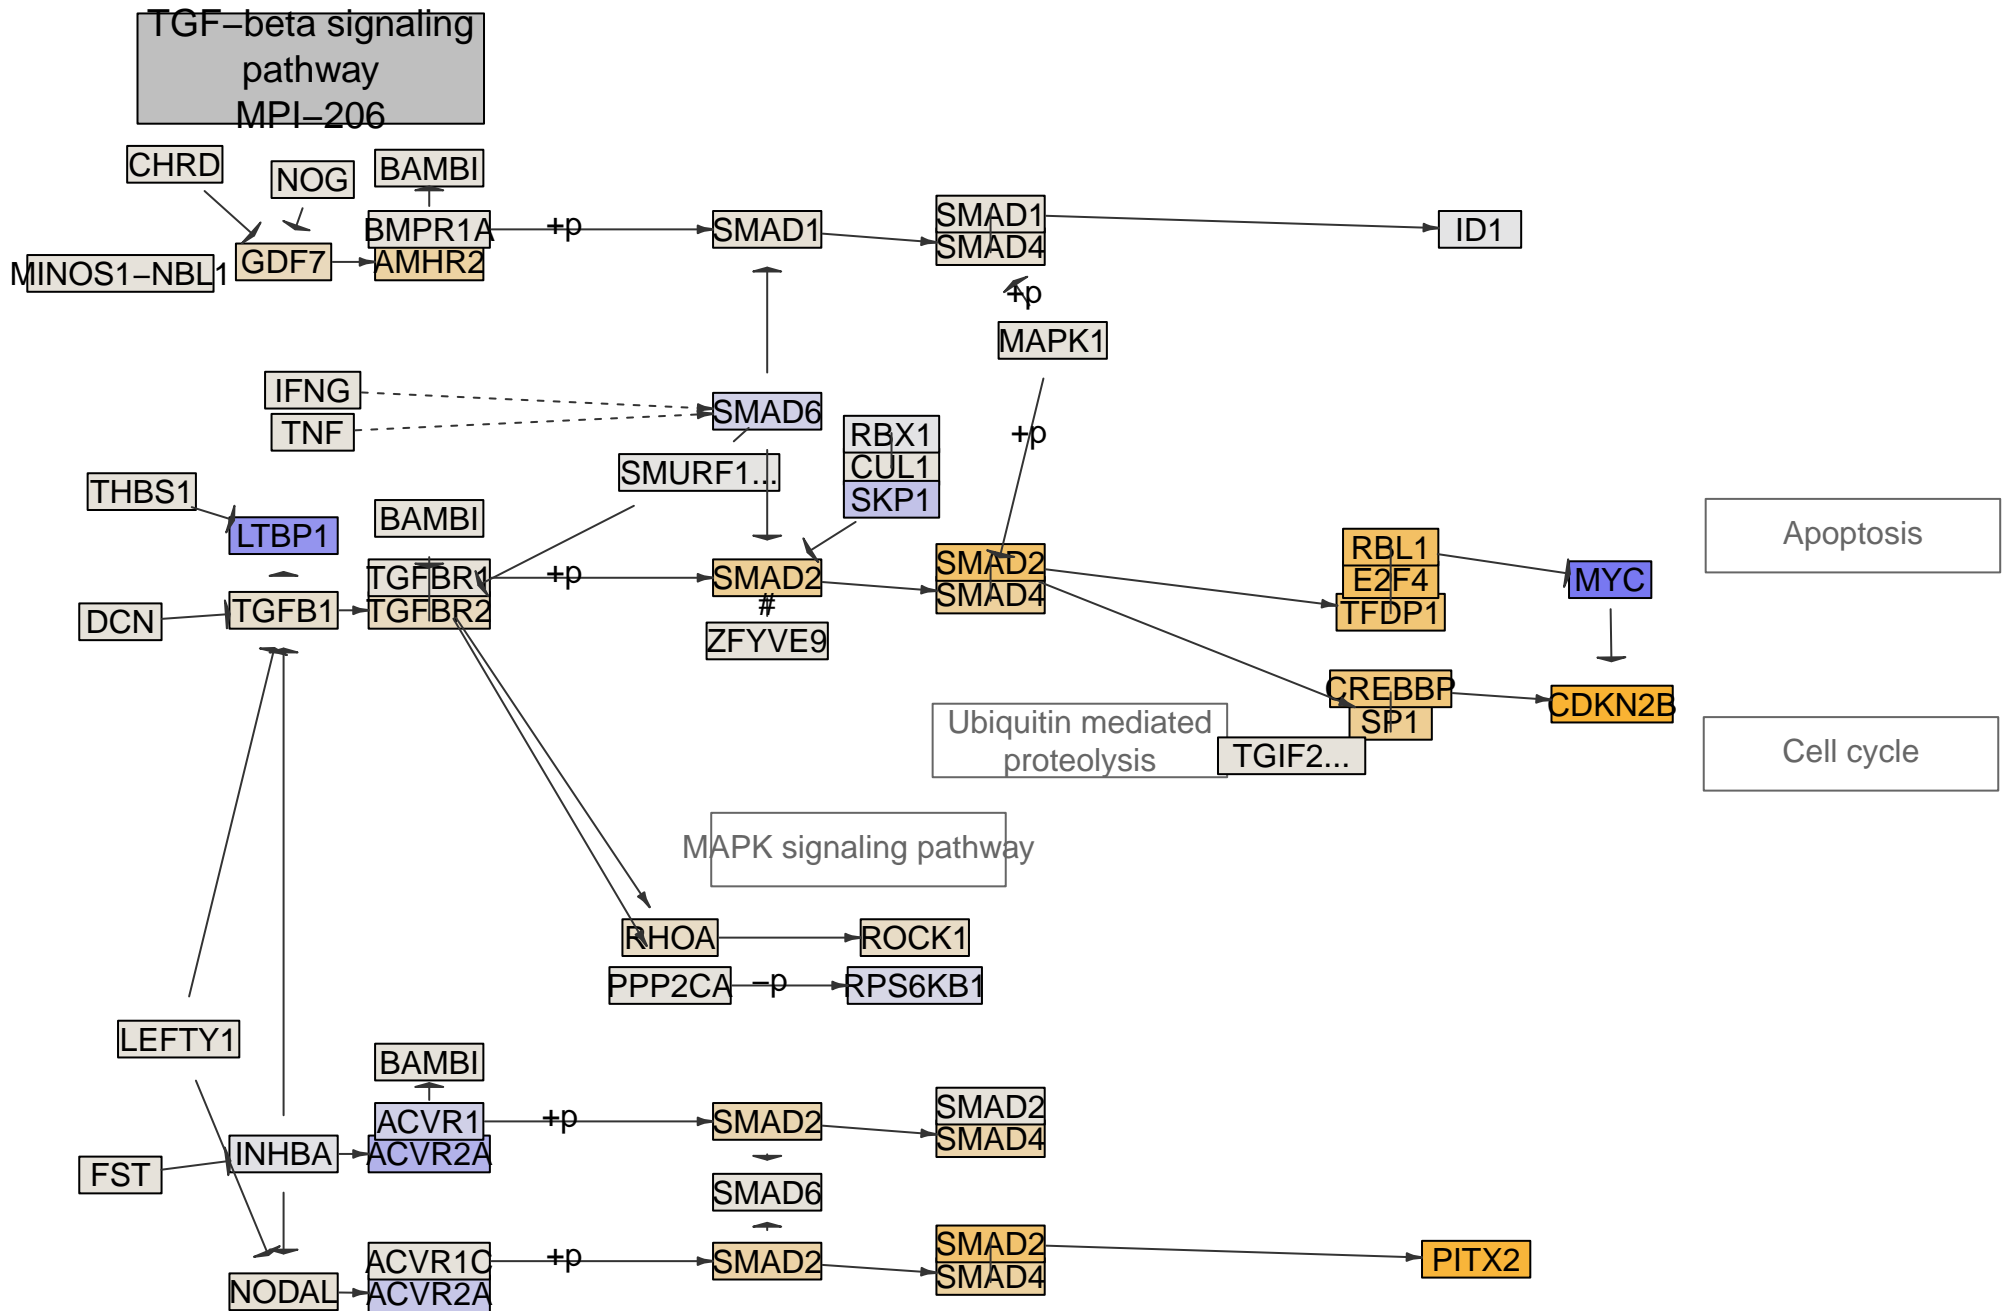 TGF−beta signaling
pathway
MPI−206
CHRD
NOG
BAMBI
BMPR1A
+p
SMAD1
SMAD1
SMAD4
ID1
MINOS1−NBL1
GDF7
AMHR2
+p
MAPK1
IFNG
TNF
SMAD6
RBX1
CUL1
SKP1
+p
SMURF1...
THBS1
LTBP1
BAMBI
TGFBR1
TGFBR2
+p
SMAD2
#
ZFYVE9
SMAD2
SMAD4
RBL1
E2F4
TFDP1
MYC
Apoptosis
DCN
TGFB1
CREBBP
SP1
TGIF2...
CDKN2B
Ubiquitin mediated
proteolysis
Cell cycle
MAPK signaling pathway
RHOA
ROCK1
PPP2CA
−p
RPS6KB1
LEFTY1
BAMBI
ACVR1
ACVR2A
+p
SMAD2
SMAD2
SMAD4
FST
INHBA
SMAD6
NODAL
ACVR1C
ACVR2A
+p
SMAD2
SMAD2
SMAD4
PITX2